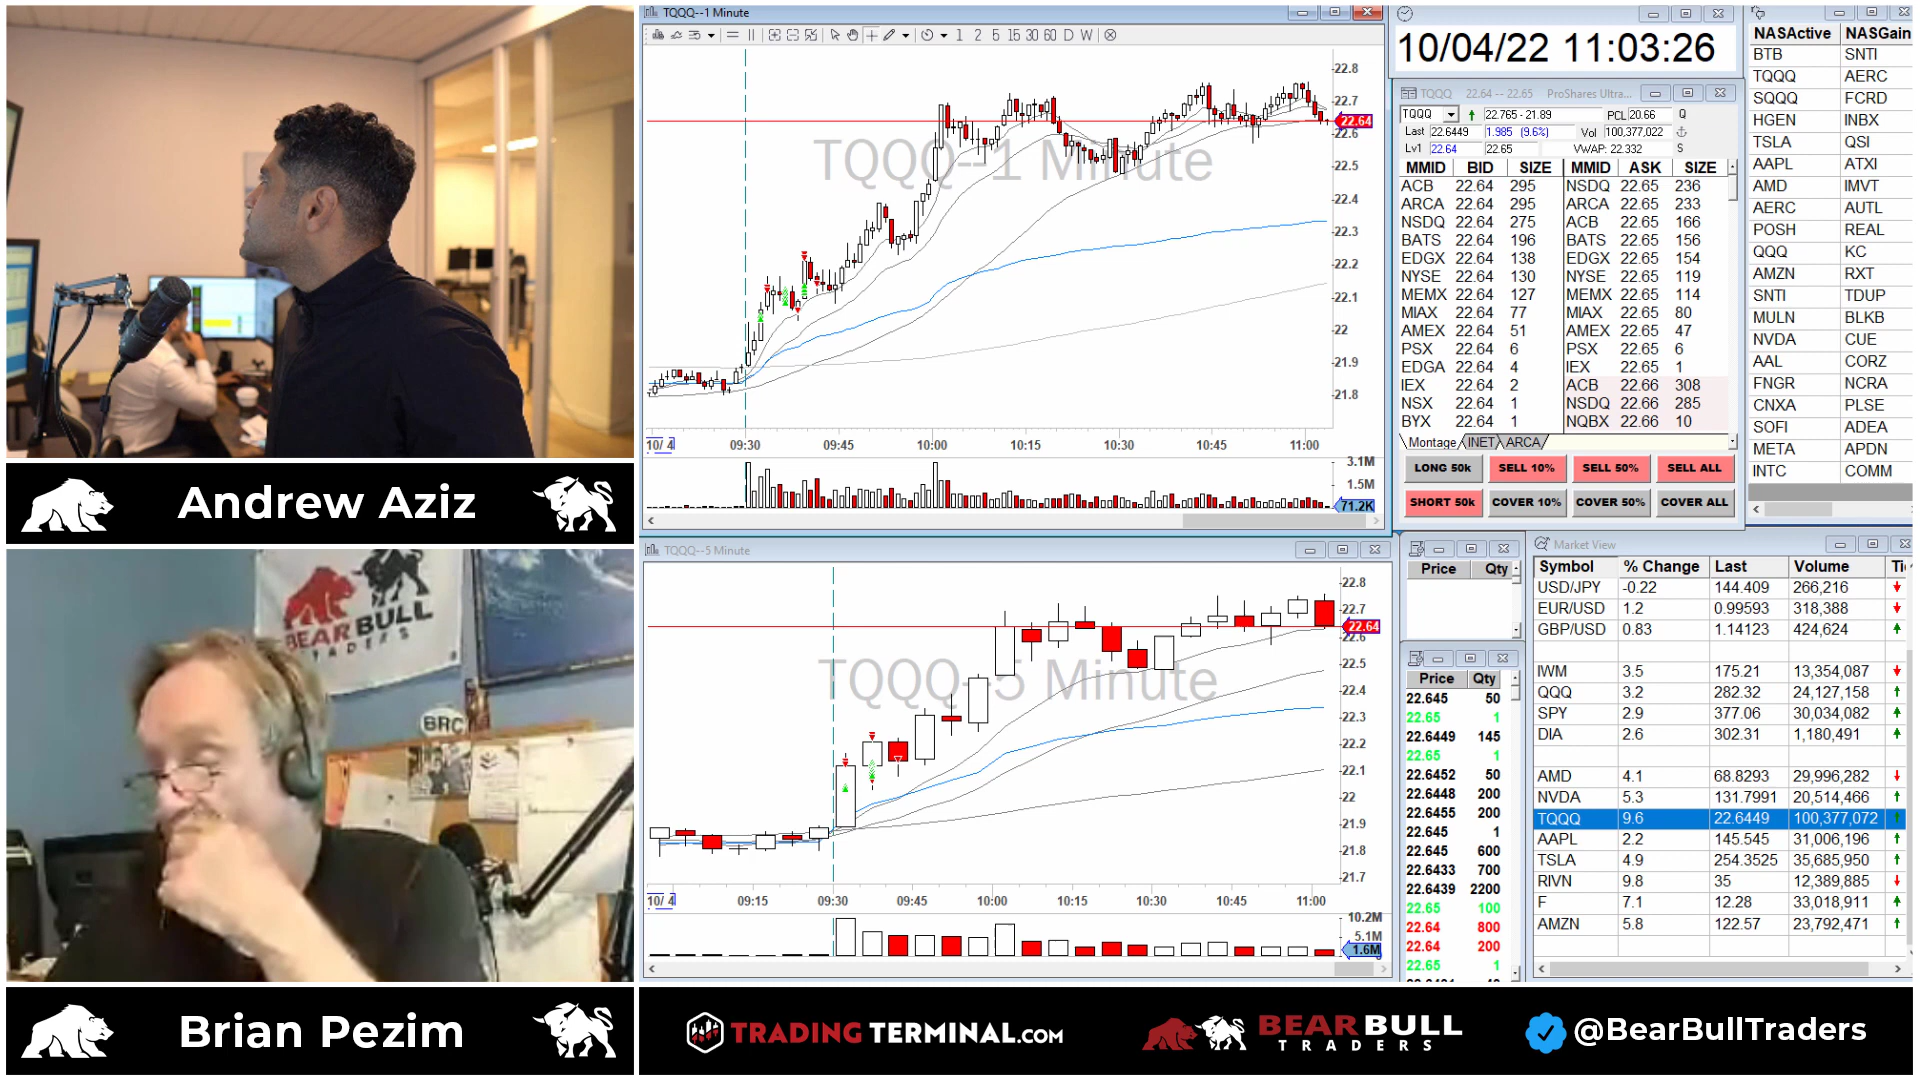 TQQQ--1 Minute
1 2 5 15 30 60 D W
TQQQ--1 Minute
22.8
22.7
22.64
22.6
22.5
22.4
22.3
22.2
22.1
22
21.9
21.8
10/ 4 09:30 09:45 10:00 10:15 10:30 10:45 11:00
3.1M
1.5M
71.2K
10/04/22 11:03:26
TQQQ 22.64 -- 22.65 ProShares Ultra...
TQQQ 22.765 - 21.89 PCL 20.66 Q
Last 22.6449 1.985 (9.6%) Vol 100,377,022
Lv1 22.64 22.65 VWAP: 22.332 S
MMID BID SIZE MMID ASK SIZE
ACB 22.64 295 NSDQ 22.65 236
ARCA 22.64 295 ARCA 22.65 233
NSDQ 22.64 275 ACB 22.65 166
BATS 22.64 196 BATS 22.65 156
EDGX 22.64 138 EDGX 22.65 154
NYSE 22.64 130 NYSE 22.65 119
MEMX 22.64 127 MEMX 22.65 114
MIAX 22.64 77 MIAX 22.65 80
AMEX 22.64 51 AMEX 22.65 47
PSX 22.64 6 PSX 22.65 6
EDGA 22.64 4 IEX 22.65 1
IEX 22.64 2 ACB 22.66 308
NSX 22.64 1 NSDQ 22.66 285
BYX 22.64 1 NQBX 22.66 10
Montage INET ARCA
LONG 50k SELL 10% SELL 50% SELL ALL
SHORT 50k COVER 10% COVER 50% COVER ALL
NASActive NASGain
BTB SNTI
TQQQ AERC
SQQQ FCRD
HGEN INBX
TSLA QSI
AAPL ATXI
AMD IMVT
AERC AUTL
POSH REAL
QQQ KC
AMZN RXT
SNTI TDUP
MULN BLKB
NVDA CUE
AAL CORZ
FNGR NCRA
CNXA PLSE
SOFI ADEA
META APDN
INTC COMM
Andrew Aziz
BEAR BULL
TRADERS
BRC
TQQQ--5 Minute
TQQQ--5 Minute
22.8
22.7
22.64
22.6
22.5
22.4
22.3
22.2
22.1
22
21.9
21.8
21.7
10/ 4 09:15 09:30 09:45 10:00 10:15 10:30 10:45 11:00
10.2M
5.1M
1.6M
Price Qty
Price Qty
22.645 50
22.65 1
22.6449 145
22.65 1
22.6452 50
22.6448 200
22.6455 200
22.645 1
22.645 600
22.6433 700
22.6439 2200
22.65 100
22.64 800
22.64 200
22.65 1
Market View
Symbol % Change Last Volume
USD/JPY -0.22 144.409 266,216
EUR/USD 1.2 0.99593 318,388
GBP/USD 0.83 1.14123 424,624
IWM 3.5 175.21 13,354,087
QQQ 3.2 282.32 24,127,158
SPY 2.9 377.06 30,034,082
DIA 2.6 302.31 1,180,491
AMD 4.1 68.8293 29,996,282
NVDA 5.3 131.7991 20,514,466
TQQQ 9.6 22.6449 100,377,072
AAPL 2.2 145.545 31,006,196
TSLA 4.9 254.3525 35,685,950
RIVN 9.8 35 12,389,885
F 7.1 12.28 33,018,911
AMZN 5.8 122.57 23,792,471
Brian Pezim
TRADING TERMINAL.COM
BEAR BULL
TRADERS
@BearBullTraders